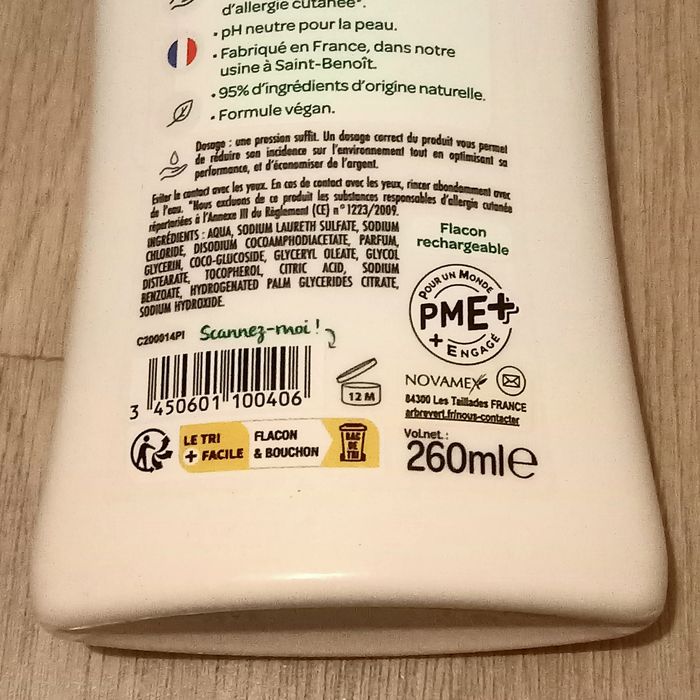 d'allergie cutanée*.
• pH neutre pour la peau.
• Fabriqué en France, dans notre
usine à Saint-Benoît.
• 95% d'ingrédients d'origine naturelle.
• Formule végan.
Dosage : une pression suffit. Un dosage correct du produit vous permet
de réduire son incidence sur l'environnement tout en optimisant sa
performance, et d'économiser de l'argent.
Eviter le contact avec les yeux. En cas de contact avec les yeux, rincer abondamment avec
de l'eau. *Nous excluons de ce produit les substances responsables d'allergie cutanée
répertoriées à l'Annexe III du Règlement (CE) n°1223/2009.
INGRÉDIENTS : AQUA, SODIUM LAURETH SULFATE, SODIUM
CHLORIDE, DISODIUM COCOAMPHODIACETATE, PARFUM,
GLYCERIN, COCO-GLUCOSIDE, GLYCERYL OLEATE, GLYCOL
DISTEARATE, TOCOPHEROL, CITRIC ACID, SODIUM
BENZOATE, HYDROGENATED PALM GLYCERIDES CITRATE,
SODIUM HYDROXIDE.
Flacon
rechargeable
POUR UN MONDE
PME+
+ ENGAGÉ
C200014PI Scannez-moi !
3 450601 100406
12 M
NOVAMEX
84300 Les Taillades FRANCE
arbrevert.fr/nous-contacter
LE TRI
+ FACILE
FLACON
& BOUCHON
BAC
DE
TRI
Vol.net.:
260ml℮